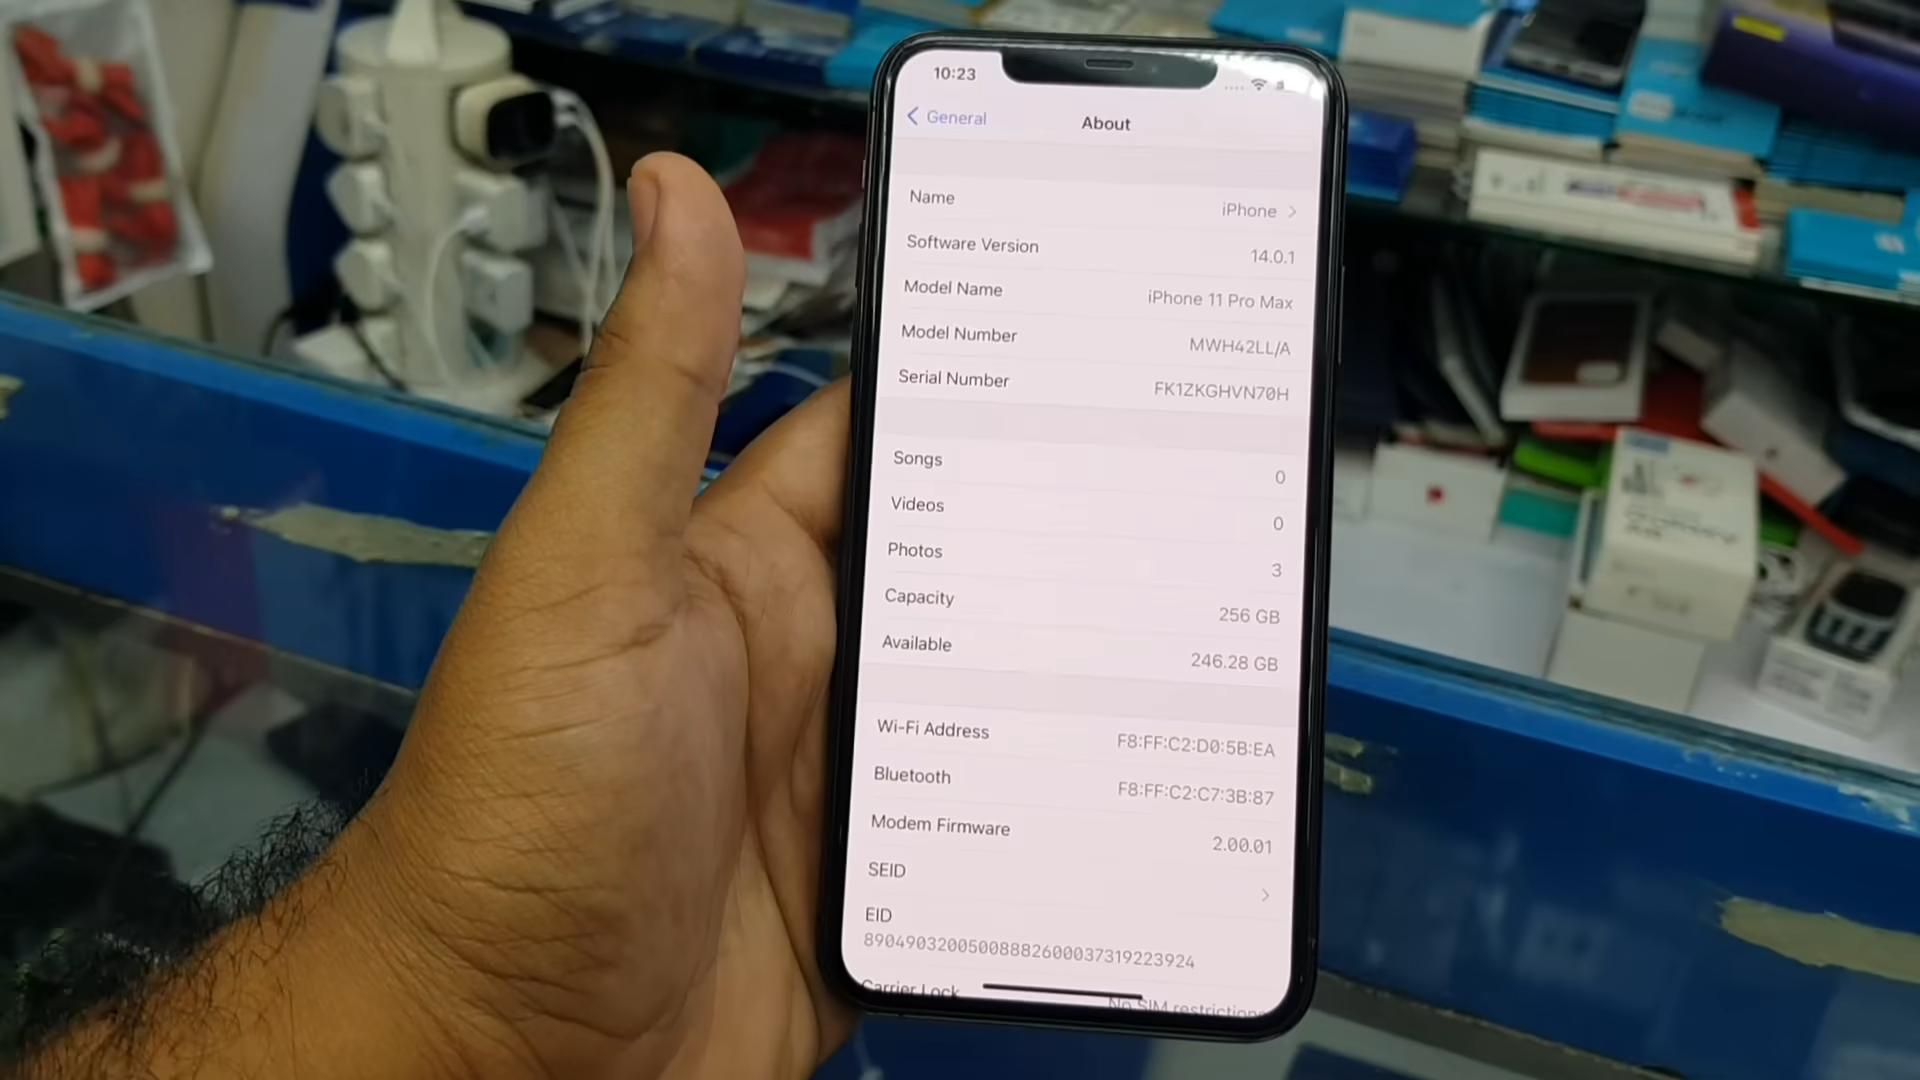 10:23
General
About
Name iPhone
Software Version 14.0.1
Model Name iPhone 11 Pro Max
Model Number MWH42LL/A
Serial Number FK1ZKGHVN70H
Songs 0
Videos 0
Photos 3
Capacity 256 GB
Available 246.28 GB
Wi-Fi Address F8:FF:C2:D0:5B:EA
Bluetooth F8:FF:C2:C7:3B:87
Modem Firmware 2.00.01
SEID
EID
89049032005008882600037319223924
Carrier Lock No SIM restrictions